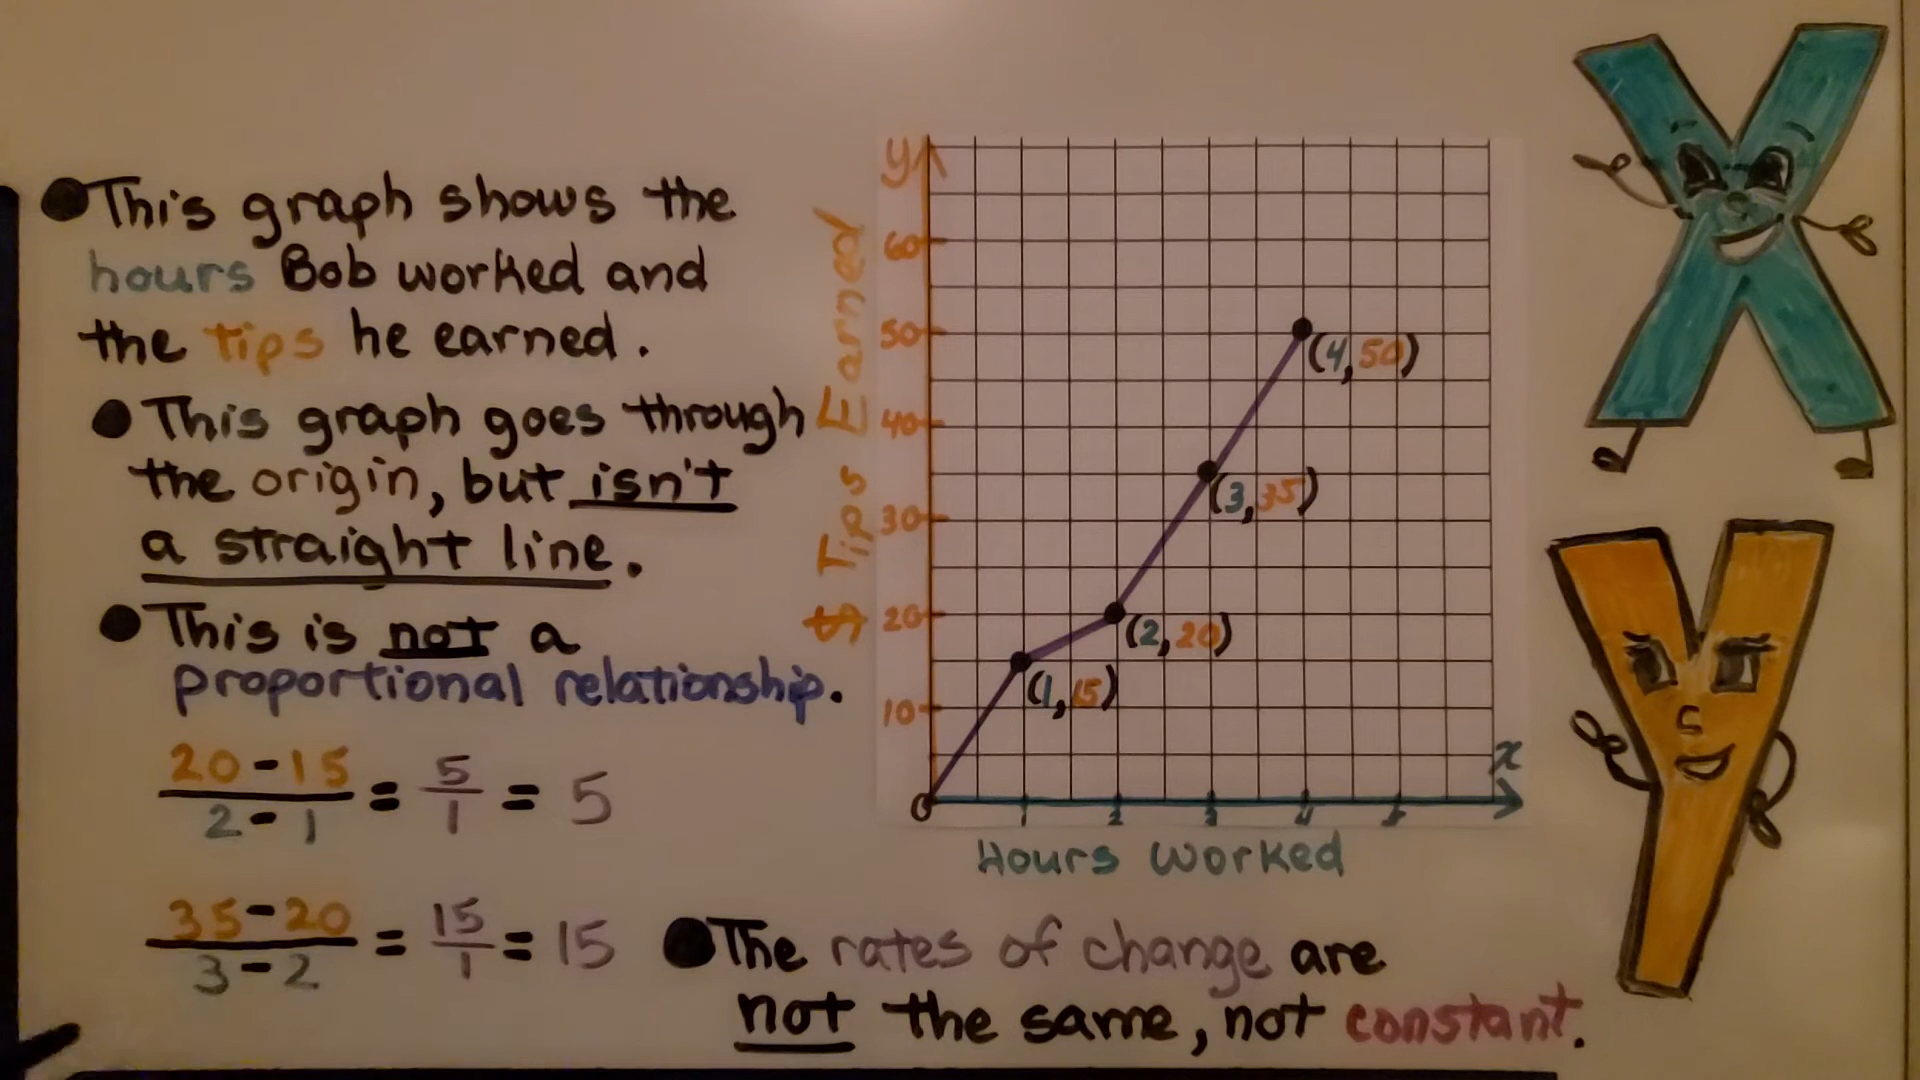 This graph shows the
hours Bob worked and
the tips he earned.
This graph goes through
the origin, but isn't
a straight line.
This is not a
proportional relationship.
20-15
2-1
= 5/1 = 5
35-20
3-2
= 15/1 = 15
y
$ Tips Earned
60
50
40
30
20
10
0
(4,50)
(3,35)
(2,20)
(1,15)
x
1 2 3 4 5
Hours Worked
The rates of change are
not the same, not constant.
X
Y